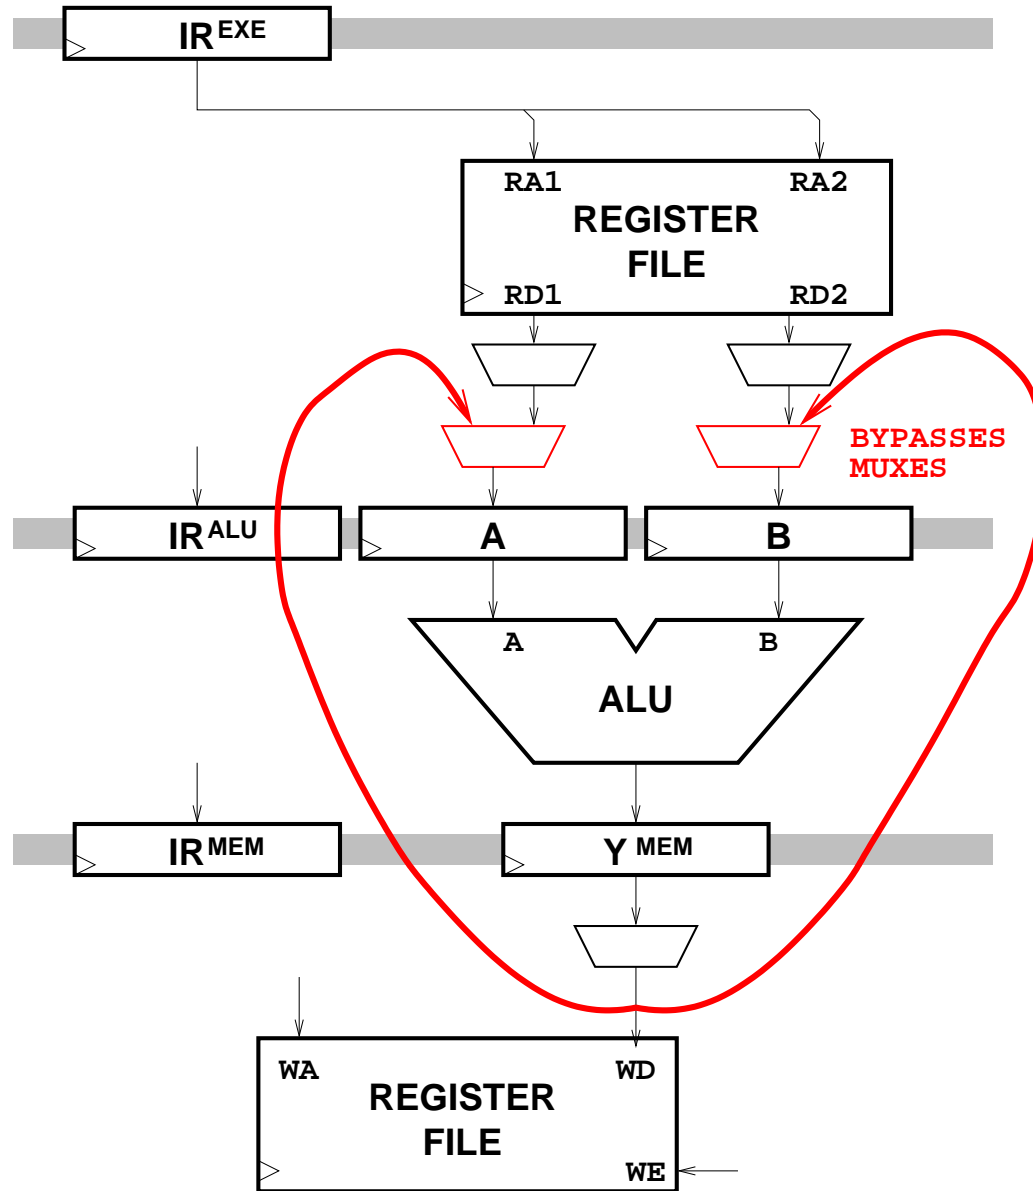 IR EXE
RA1 RA2
REGISTER
FILE
RD1 RD2
BYPASSES
MUXES
IR ALU A B
A B
ALU
IR MEM Y MEM
WA WD
REGISTER
FILE
WE